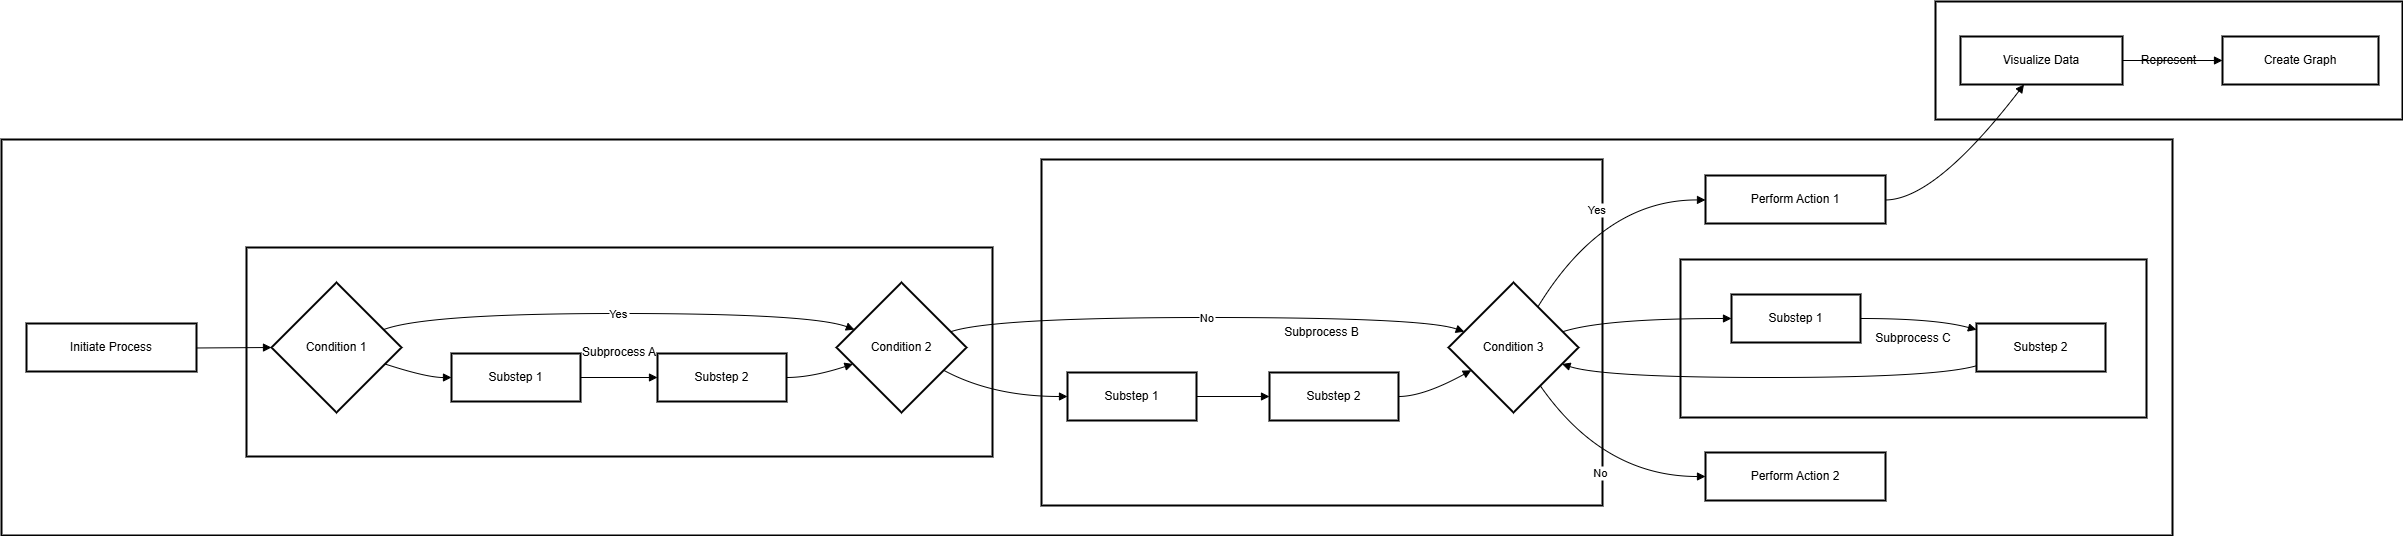 Visualize Data
Represent
Create Graph
Initiate Process
Condition 1
Yes
Subprocess A
Substep 1
Substep 2
Condition 2
No
Subprocess B
Substep 1
Substep 2
Condition 3
Yes
Perform Action 1
Substep 1
Subprocess C
Substep 2
No
Perform Action 2